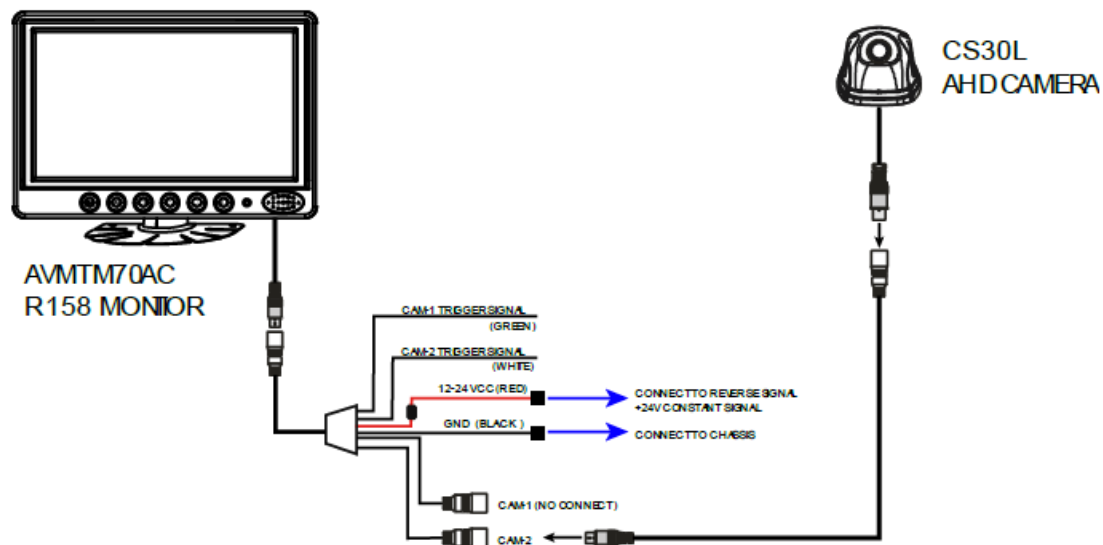 CS30L
AHD CAMERA
AVMTM70AC
R158 MONTIOR
CAM-1 TRIGGER SIGNAL
(GREEN)
CAM-2 TRIGGER SIGNAL
(WHITE)
12-24 VCC (RED)
CONNECT TO REVERSE SIGNAL
+24V CONSTANT SIGNAL
GND (BLACK )
CONNECT TO CHASSIS
CAM-1 (NO CONNECT)
CAM-2